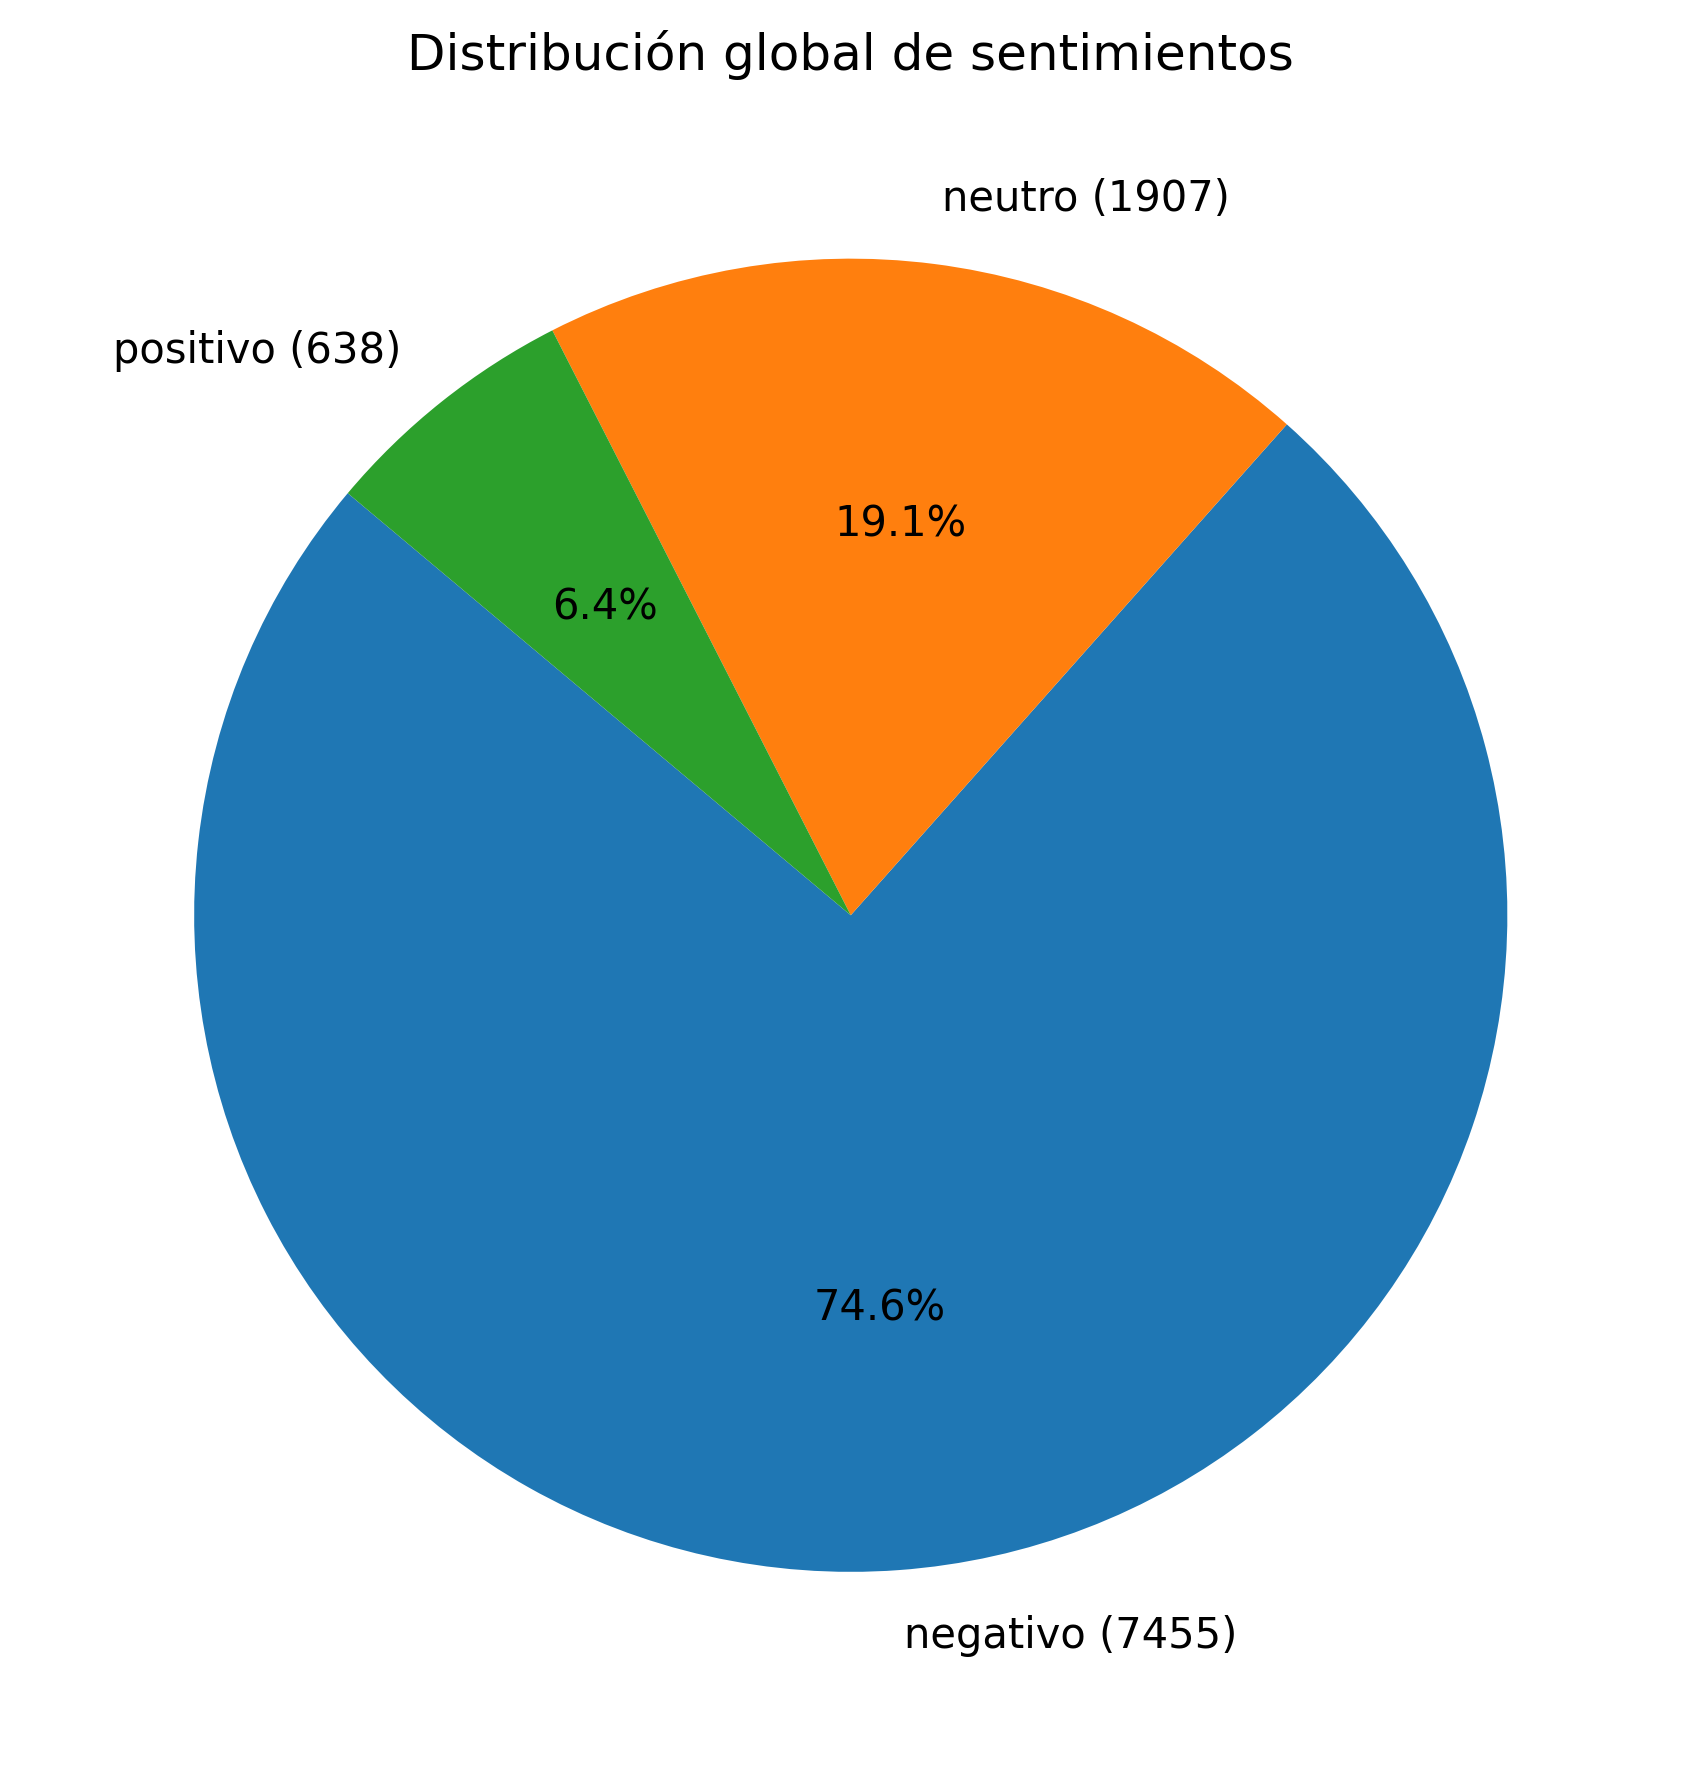 Distribución global de sentimientos
neutro (1907)
positivo (638)
19.1%
6.4%
74.6%
negativo (7455)